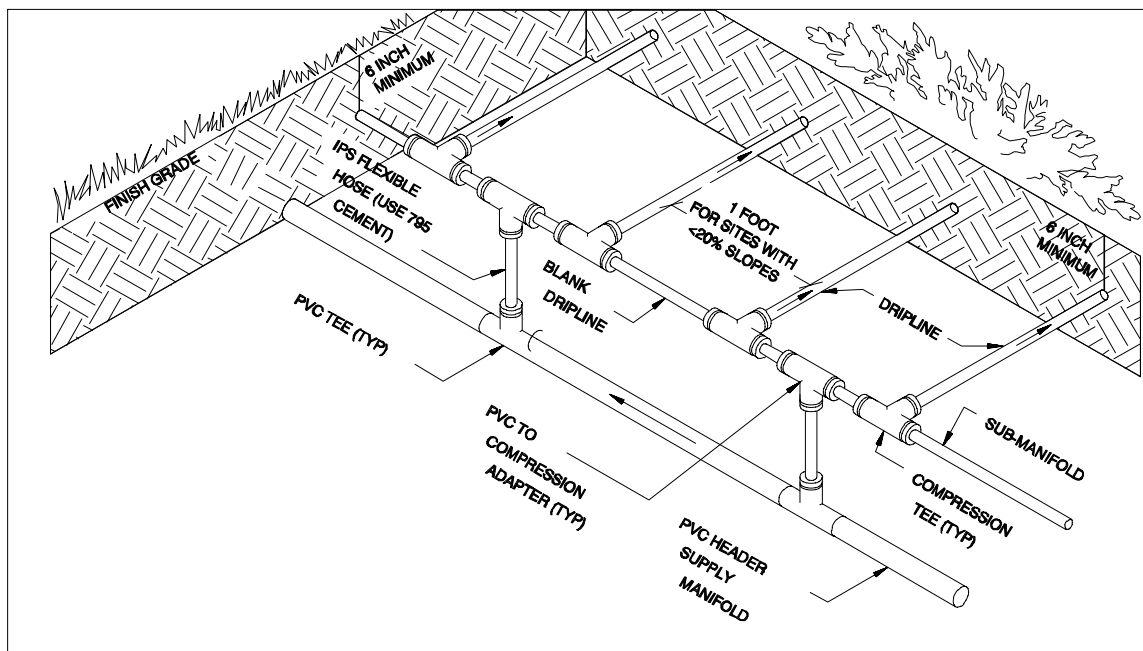 6 INCH
MINIMUM
FINISH GRADE
IPS FLEXIBLE
HOSE (USE 795
CEMENT)
1 FOOT
FOR SITES WITH
<20% SLOPES
6 INCH
MINIMUM
BLANK
DRIPLINE
DRIPLINE
PVC TEE (TYP)
PVC TO
COMPRESSION
ADAPTER (TYP)
SUB-MANIFOLD
COMPRESSION
TEE (TYP)
PVC HEADER
SUPPLY
MANIFOLD